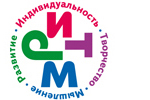 Индивидуальность • Творчество • Мышление • Развитие •
РИТМ